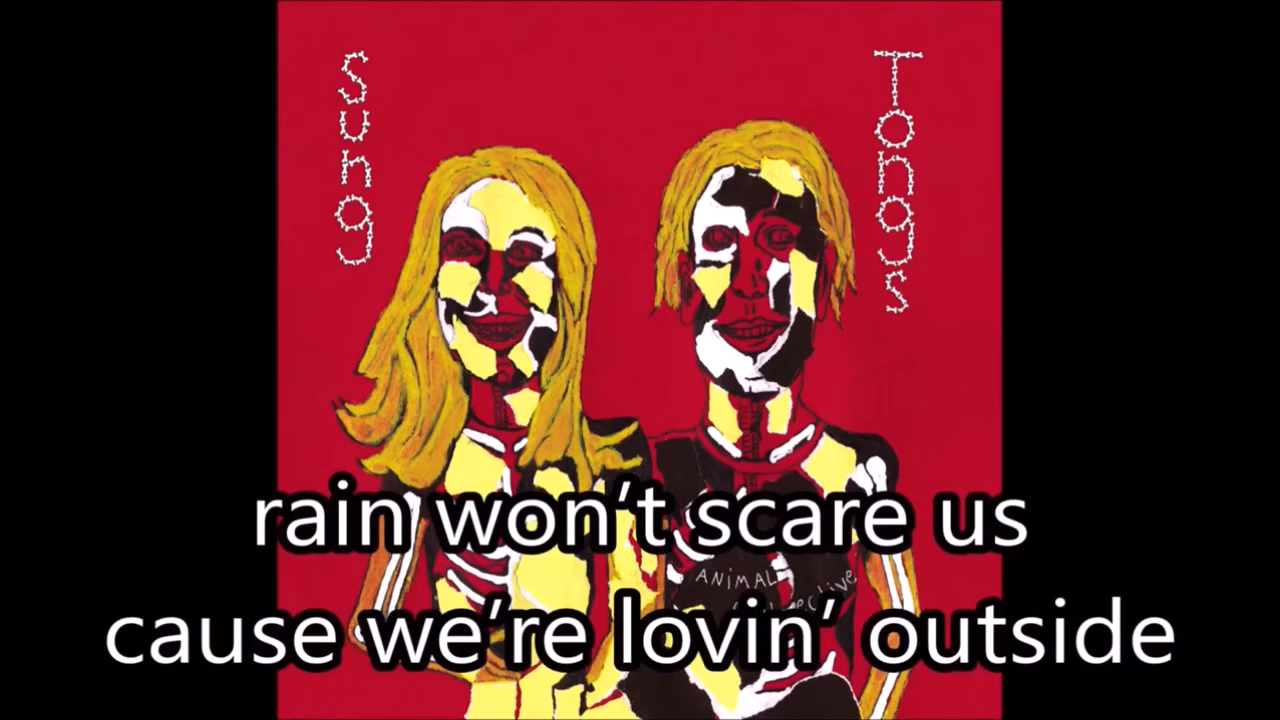 Sung
Tongs
rain won't scare us
ANiMAL
cause we're lovin' outside